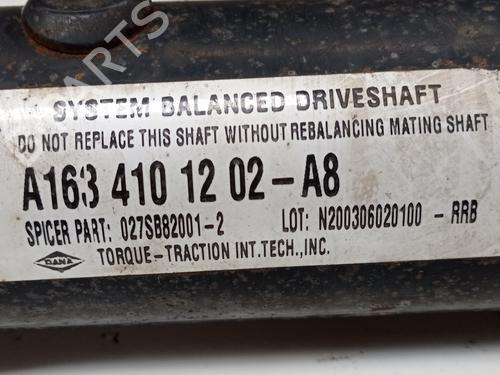 SYSTEM BALANCED DRIVESHAFT
DO NOT REPLACE THIS SHAFT WITHOUT REBALANCING MATING SHAFT
A163 410 12 02-A8
SPICER PART: 027SB82001-2 LOT: N200306020100 - RRB
DANA TORQUE-TRACTION INT.TECH.,INC.